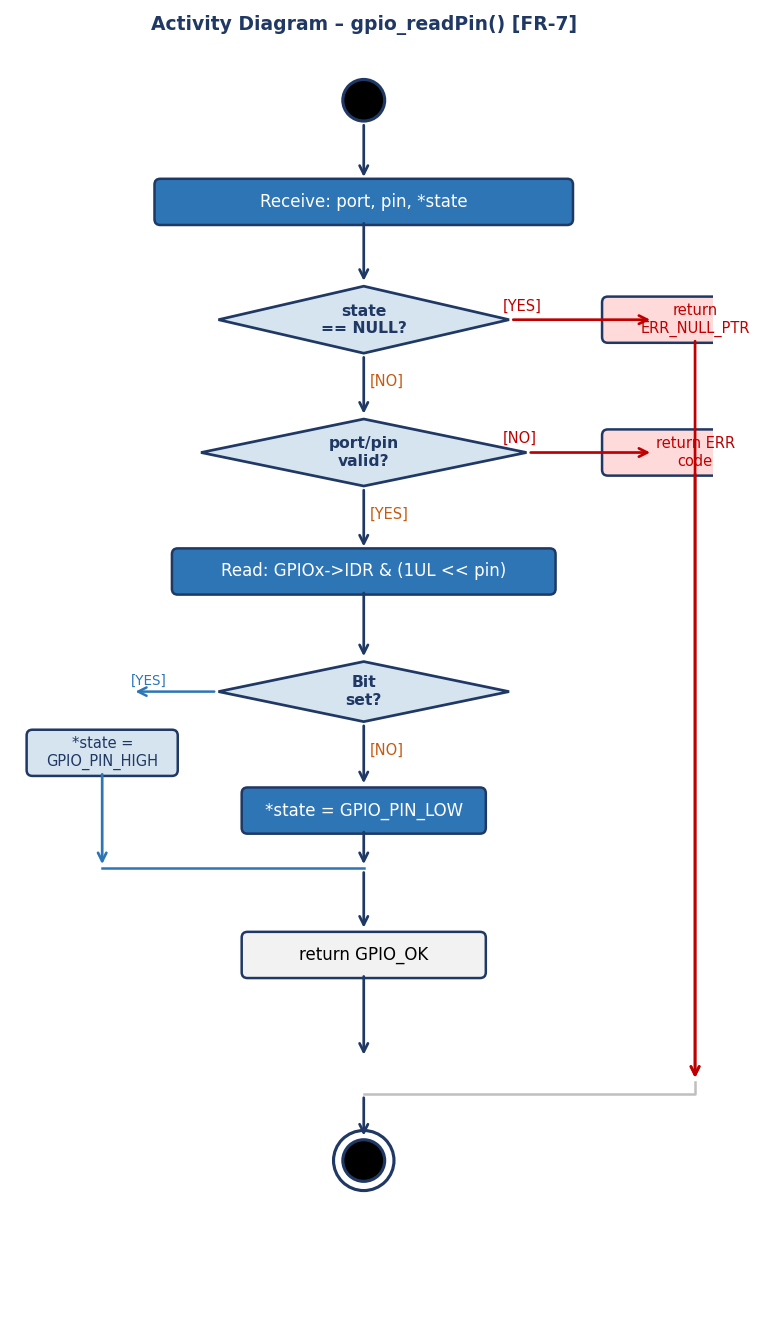 Activity Diagram – gpio_readPin() [FR-7]
Receive: port, pin, *state
state
== NULL?
[YES]
return
ERR_NULL_PTR
[NO]
port/pin
valid?
[NO]
return ERR
code
[YES]
Read: GPIOx->IDR & (1UL << pin)
Bit
set?
[YES]
*state =
GPIO_PIN_HIGH
[NO]
*state = GPIO_PIN_LOW
return GPIO_OK